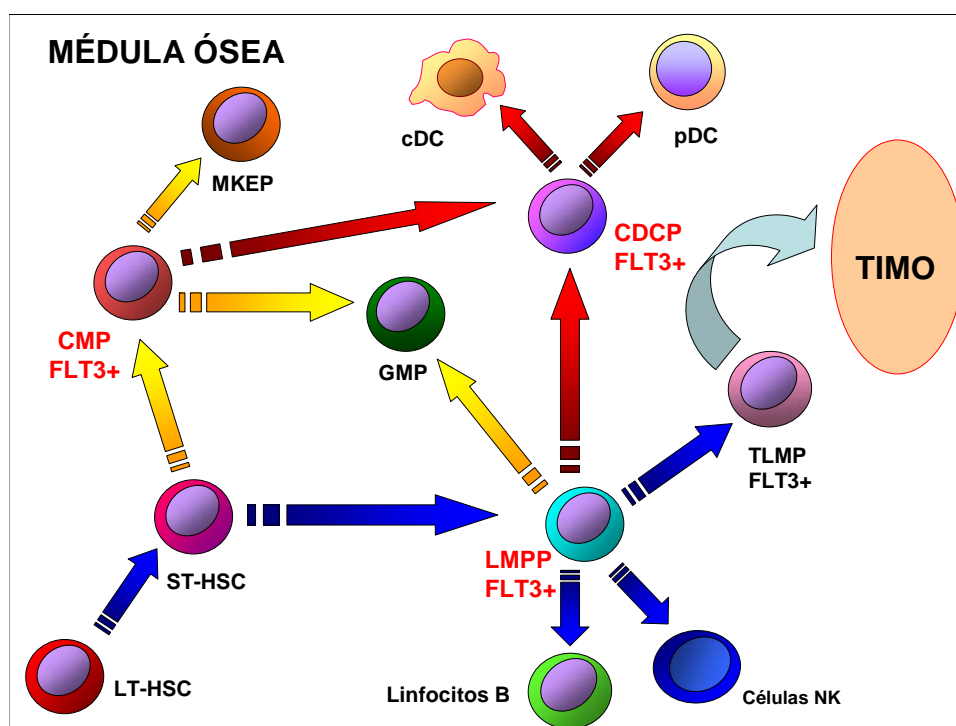 MÉDULA ÓSEA
cDC
pDC
MKEP
CDCP
FLT3+
TIMO
CMP
FLT3+
GMP
TLMP
FLT3+
ST-HSC
LMPP
FLT3+
LT-HSC
Linfocitos B
Células NK